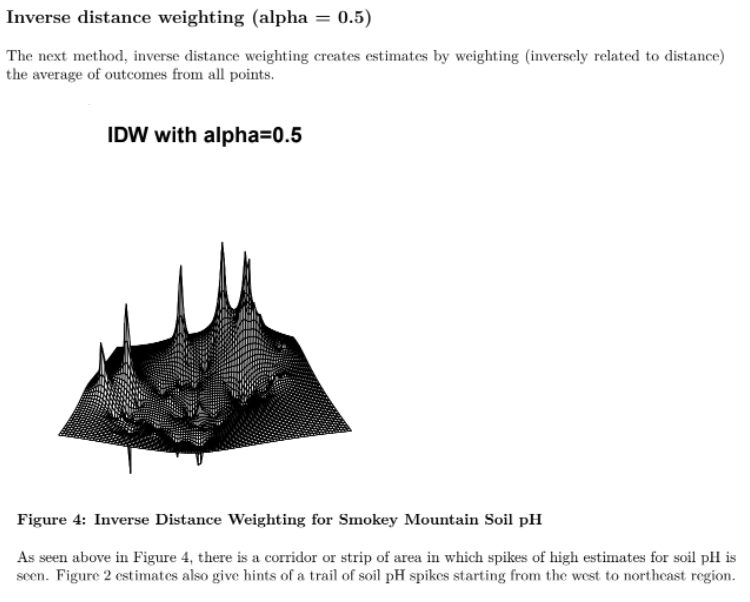 Inverse distance weighting (alpha = 0.5)
The next method, inverse distance weighting creates estimates by weighting (inversely related to distance)
the average of outcomes from all points.
IDW with alpha=0.5
Figure 4: Inverse Distance Weighting for Smokey Mountain Soil pH
As seen above in Figure 4, there is a corridor or strip of area in which spikes of high estimates for soil pH is
seen. Figure 2 estimates also give hints of a trail of soil pH spikes starting from the west to northeast region.